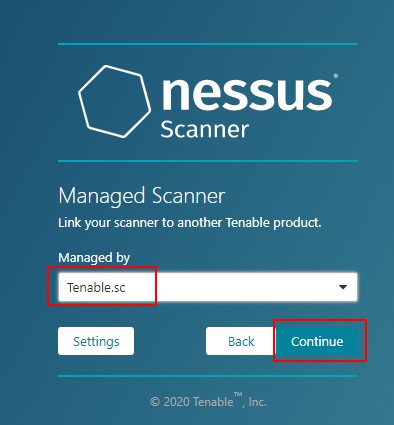 nessus®
Scanner
Managed Scanner
Link your scanner to another Tenable product.
Managed by
Tenable.sc
Settings
Back
Continue
© 2020 Tenable™, Inc.